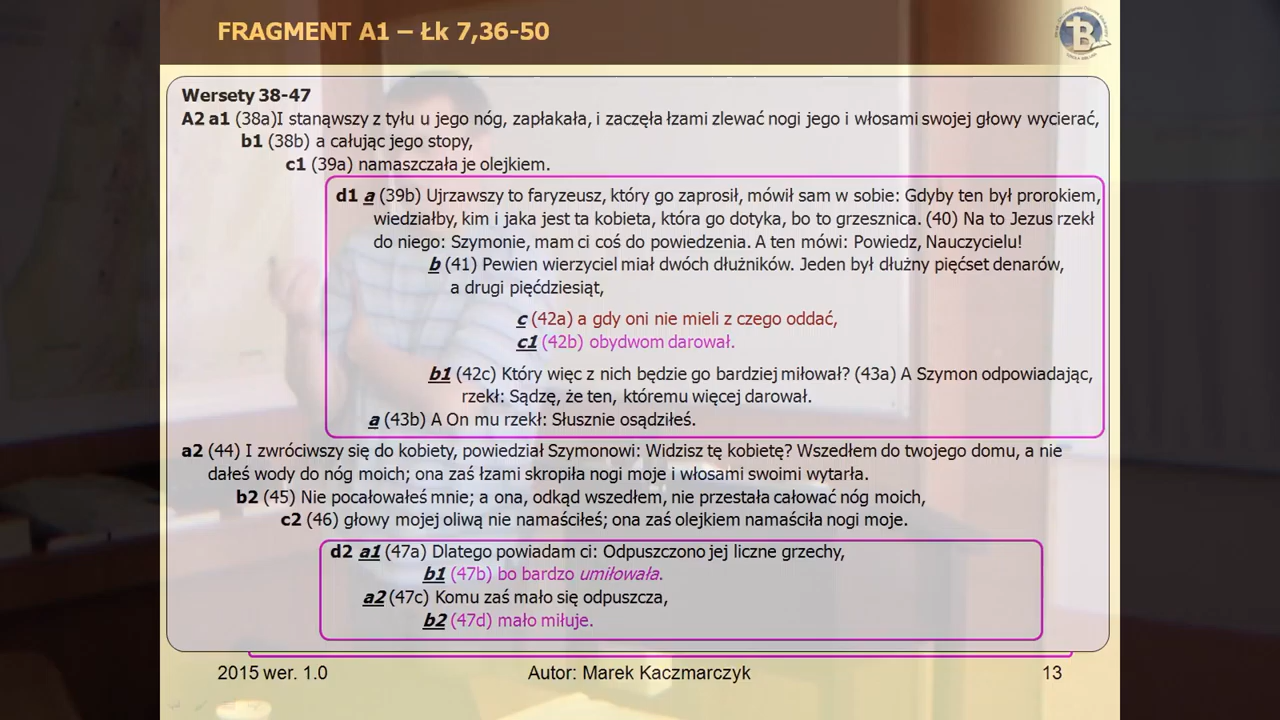 FRAGMENT A1 – Łk 7,36-50
B
Wersety 38-47
A2 a1 (38a)I stanąwszy z tyłu u jego nóg, zapłakała, i zaczęła łzami zlewać nogi jego i włosami swojej głowy wycierać,
b1 (38b) a całując jego stopy,
c1 (39a) namaszczała je olejkiem.
d1 a (39b) Ujrzawszy to faryzeusz, który go zaprosił, mówił sam w sobie: Gdyby ten był prorokiem,
wiedziałby, kim i jaka jest ta kobieta, która go dotyka, bo to grzesznica. (40) Na to Jezus rzekł
do niego: Szymonie, mam ci coś do powiedzenia. A ten mówi: Powiedz, Nauczycielu!
b (41) Pewien wierzyciel miał dwóch dłużników. Jeden był dłużny pięćset denarów,
a drugi pięćdziesiąt,
c (42a) a gdy oni nie mieli z czego oddać,
c1 (42b) obydwom darował.
b1 (42c) Który więc z nich będzie go bardziej miłował? (43a) A Szymon odpowiadając,
rzekł: Sądzę, że ten, któremu więcej darował.
a (43b) A On mu rzekł: Słusznie osądziłeś.
a2 (44) I zwróciwszy się do kobiety, powiedział Szymonowi: Widzisz tę kobietę? Wszedłem do twojego domu, a nie
dałeś wody do nóg moich; ona zaś łzami skropiła nogi moje i włosami swoimi wytarła.
b2 (45) Nie pocałowałeś mnie; a ona, odkąd wszedłem, nie przestała całować nóg moich,
c2 (46) głowy mojej oliwą nie namaściłeś; ona zaś olejkiem namaściła nogi moje.
d2 a1 (47a) Dlatego powiadam ci: Odpuszczono jej liczne grzechy,
b1 (47b) bo bardzo umiłowała.
a2 (47c) Komu zaś mało się odpuszcza,
b2 (47d) mało miłuje.
2015 wer. 1.0
Autor: Marek Kaczmarczyk
13